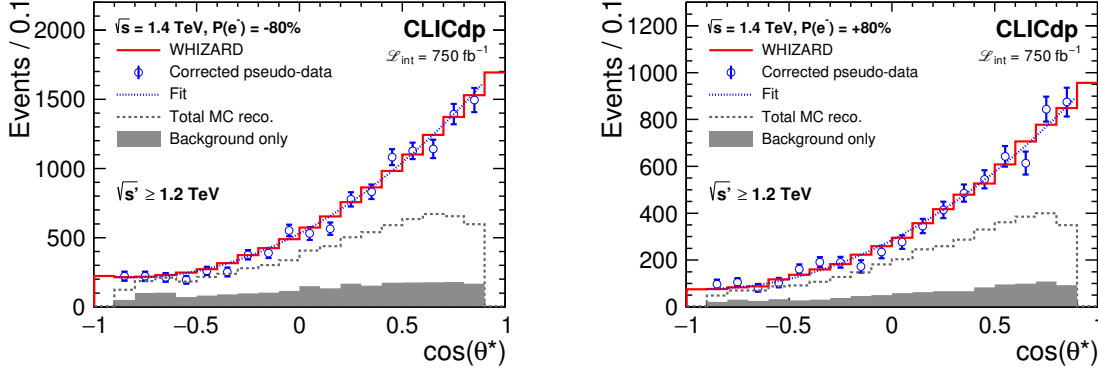 Events / 0.1
2000
1500
1000
500
0
√s = 1.4 TeV, P(e⁻) = -80%
CLICdp
ℒint = 750 fb⁻¹
WHIZARD
Corrected pseudo-data
Fit
Total MC reco.
Background only
√s' ≥ 1.2 TeV
−1 −0.5 0 0.5 1
cos(θ*)
Events / 0.1
1200
1000
800
600
400
200
0
√s = 1.4 TeV, P(e⁻) = +80%
CLICdp
ℒint = 750 fb⁻¹
WHIZARD
Corrected pseudo-data
Fit
Total MC reco.
Background only
√s' ≥ 1.2 TeV
−1 −0.5 0 0.5 1
cos(θ*)